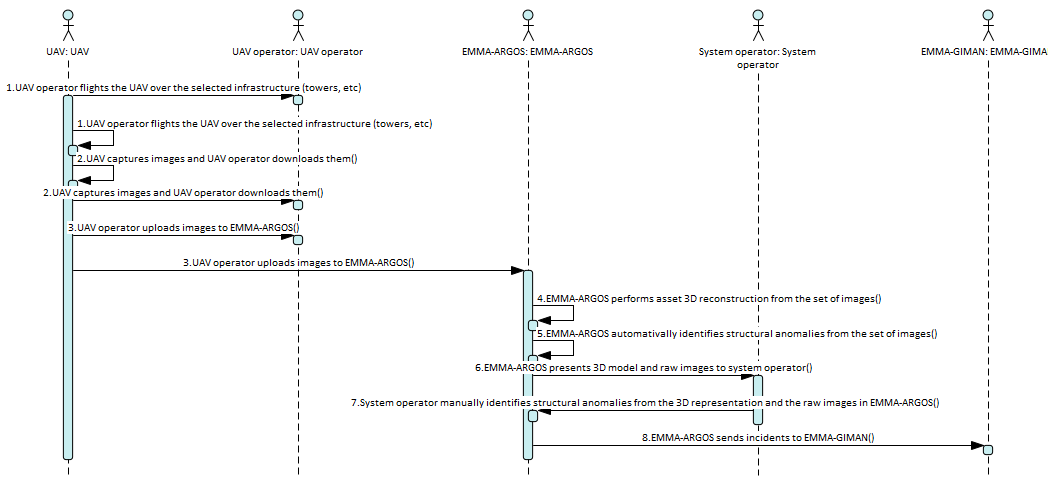 UAV: UAV
UAV operator: UAV operator
EMMA-ARGOS: EMMA-ARGOS
System operator: System
operator
EMMA-GIMAN: EMMA-GIMA
1.UAV operator flights the UAV over the selected infrastructure (towers, etc)
1.UAV operator flights the UAV over the selected infrastructure (towers, etc)
2.UAV captures images and UAV operator downloads them()
2.UAV captures images and UAV operator downloads them()
3.UAV operator uploads images to EMMA-ARGOS()
3.UAV operator uploads images to EMMA-ARGOS()
4.EMMA-ARGOS performs asset 3D reconstruction from the set of images()
5.EMMA-ARGOS automativally identifies structural anomalies from the set of images()
6.EMMA-ARGOS presents 3D model and raw images to system operator()
7.System operator manually identifies structural anomalies from the 3D representation and the raw images in EMMA-ARGOS()
8.EMMA-ARGOS sends incidents to EMMA-GIMAN()